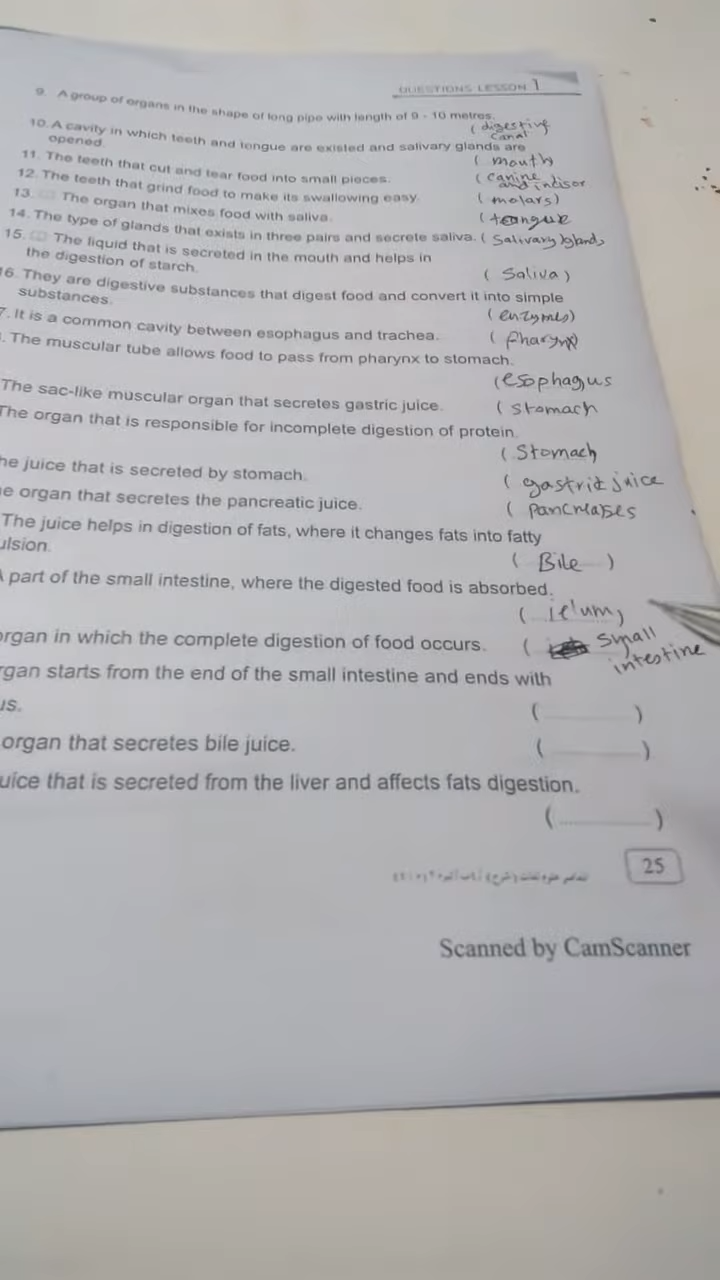 QUESTIONS LESSON 1
9. A group of organs in the shape of long pipe with length of 9 - 10 metres.
( digestive
canal
10. A cavity in which teeth and tongue are existed and salivary glands are
opened.
( mouth)
11. The teeth that cut and tear food into small pieces.
( canine
and incisor
12. The teeth that grind food to make its swallowing easy.
( molars)
13. The organ that mixes food with saliva.
( tongue
14. The type of glands that exists in three pairs and secrete saliva. ( Salivary glands
15. The liquid that is secreted in the mouth and helps in
the digestion of starch.
( Saliva )
16. They are digestive substances that digest food and convert it into simple
substances.
( enzymes)
7. It is a common cavity between esophagus and trachea.
( Pharynx)
. The muscular tube allows food to pass from pharynx to stomach.
( esophagus
The sac-like muscular organ that secretes gastric juice.
( stomach
The organ that is responsible for incomplete digestion of protein.
( Stomach
he juice that is secreted by stomach.
( gastric juice
e organ that secretes the pancreatic juice.
( Pancreases
The juice helps in digestion of fats, where it changes fats into fatty
ulsion.
( Bile )
A part of the small intestine, where the digested food is absorbed.
( ielum)
organ in which the complete digestion of food occurs.
( small
intestine
rgan starts from the end of the small intestine and ends with
us.
( ............ )
organ that secretes bile juice.
( ............ )
uice that is secreted from the liver and affects fats digestion.
( ............ )
25
Scanned by CamScanner